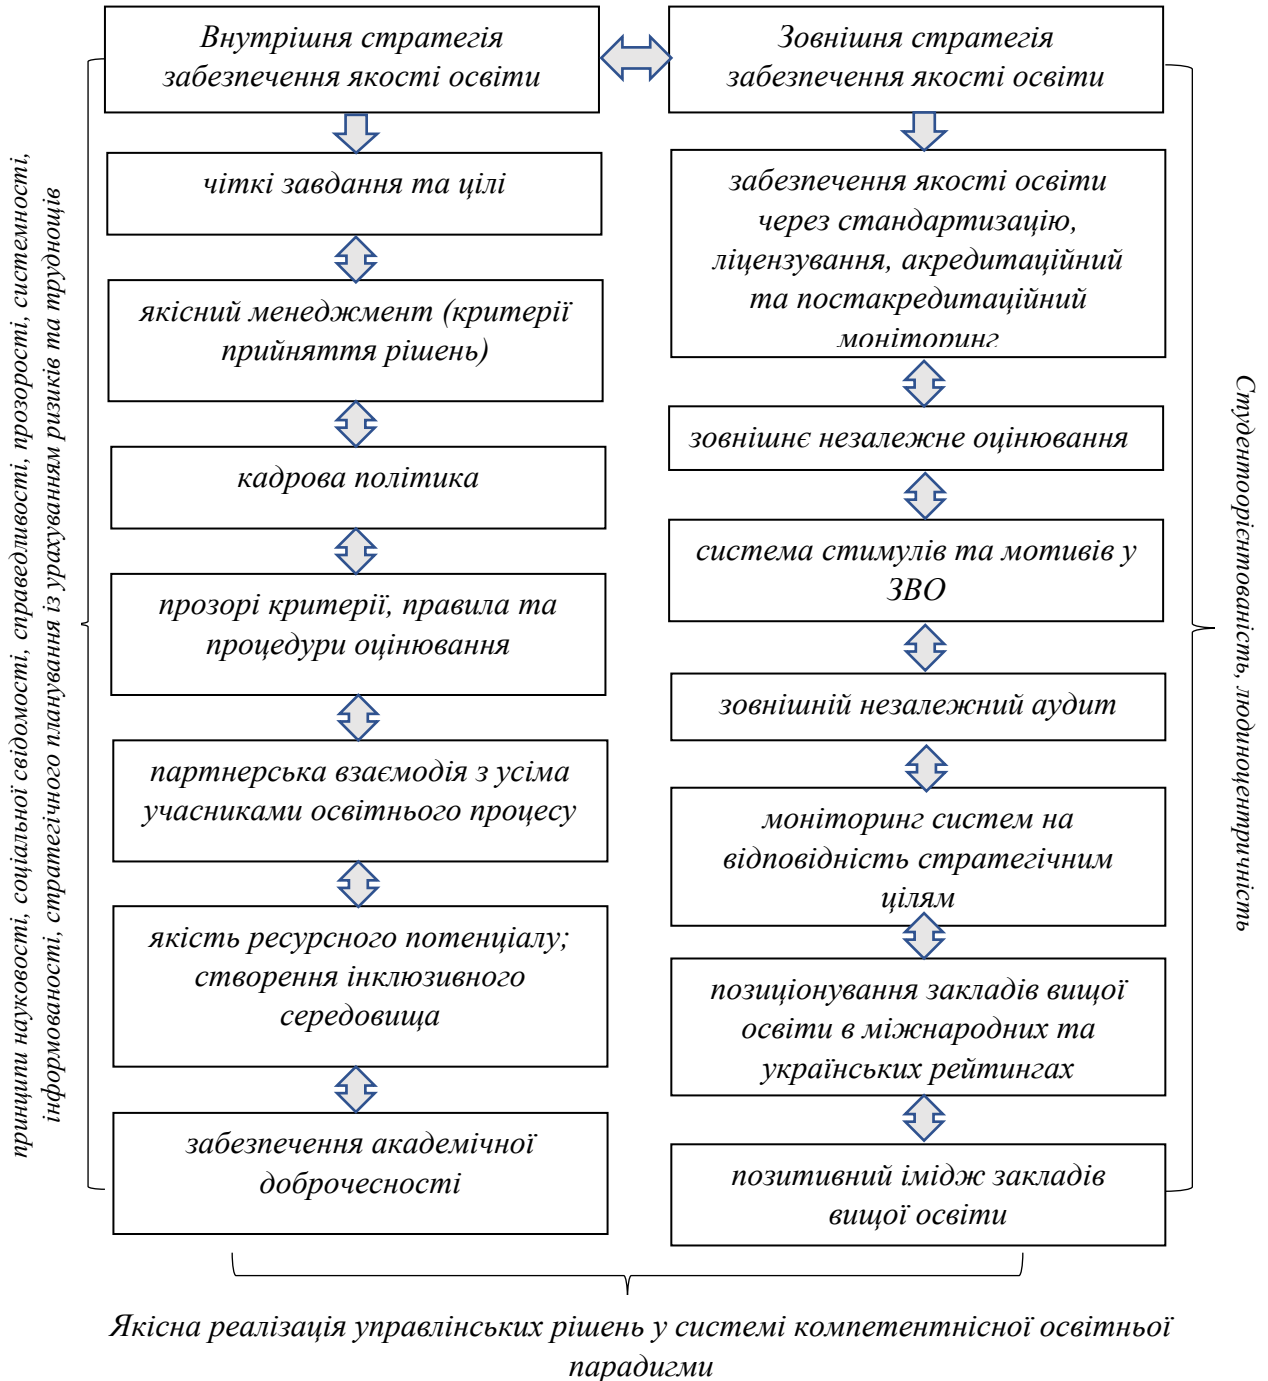 Внутрішня стратегія
забезпечення якості освіти
Зовнішня стратегія
забезпечення якості освіти
принципи науковості, соціальної свідомості, справедливості, прозорості, системності,
інформованості, стратегічного планування із урахуванням ризиків та труднощів
чіткі завдання та цілі
якісний менеджмент (критерії
прийняття рішень)
кадрова політика
прозорі критерії, правила та
процедури оцінювання
партнерська взаємодія з усіма
учасниками освітнього процесу
якість ресурсного потенціалу;
створення інклюзивного
середовища
забезпечення академічної
доброчесності
забезпечення якості освіти
через стандартизацію,
ліцензування, акредитаційний
та постакредитаційний
моніторинг
зовнішнє незалежне оцінювання
система стимулів та мотивів у
ЗВО
зовнішній незалежний аудит
моніторинг систем на
відповідність стратегічним
цілям
позиціонування закладів вищої
освіти в міжнародних та
українських рейтингах
позитивний імідж закладів
вищої освіти
Студентоорієнтованість, людиноцентричність
Якісна реалізація управлінських рішень у системі компетентнісної освітньої
парадигми